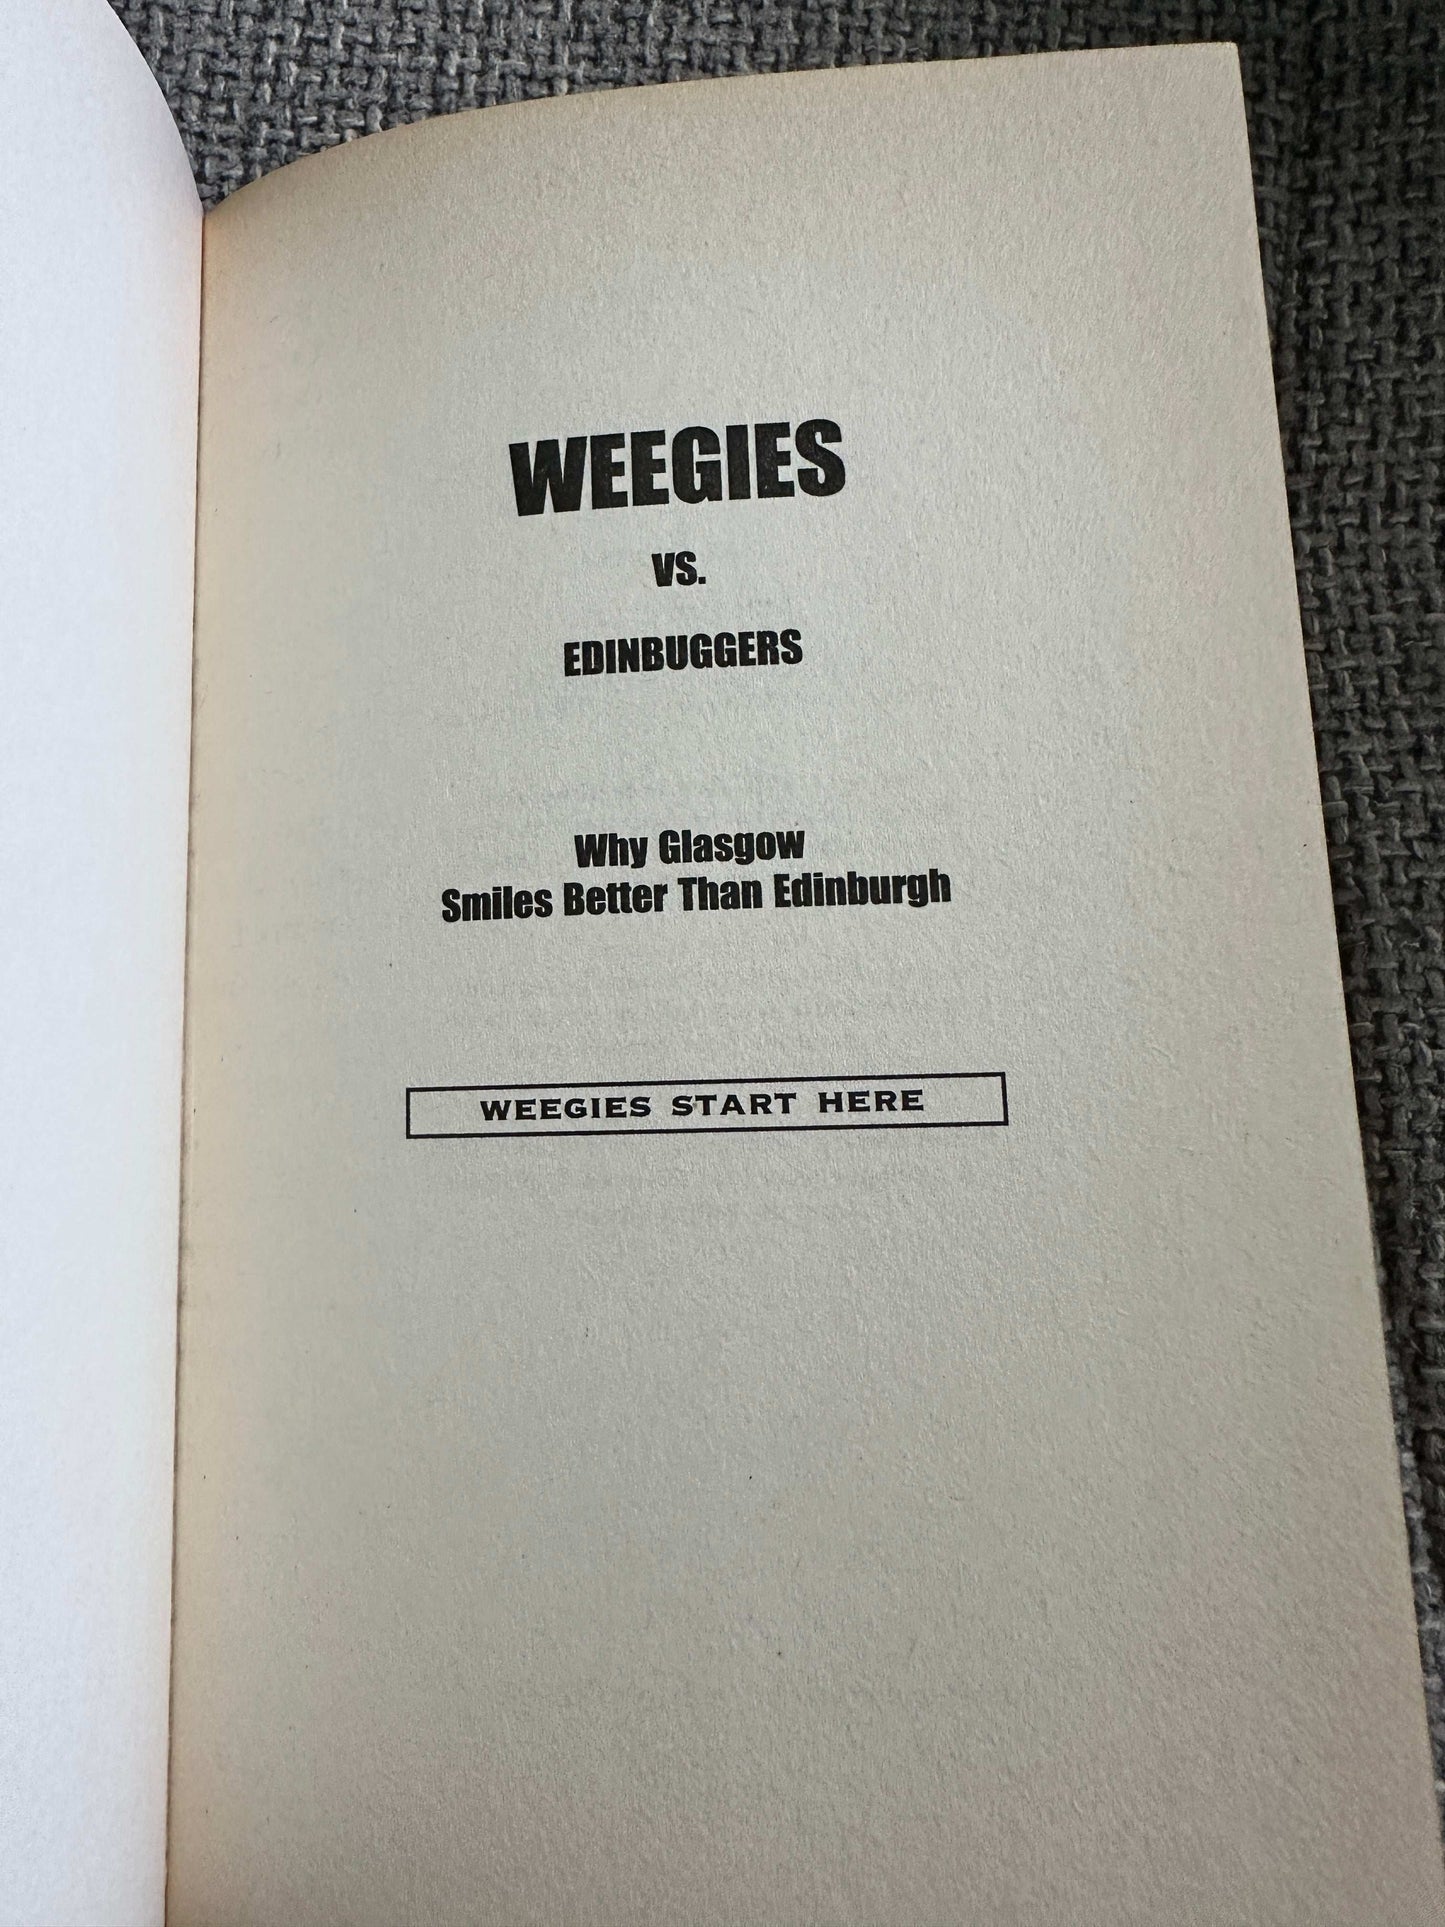 WEEGIES
VS.
EDINBUGGERS
Why Glasgow
Smiles Better Than Edinburgh
WEEGIES START HERE